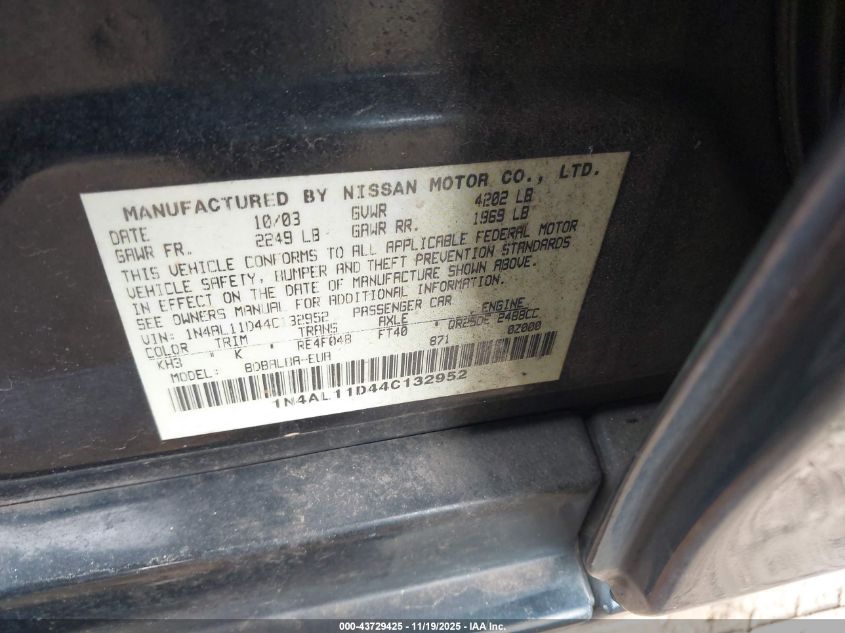 MANUFACTURED BY NISSAN MOTOR CO., LTD.
DATE 10/03 GVWR 4202 LB
GAWR FR. 2249 LB GAWR RR. 1969 LB
THIS VEHICLE CONFORMS TO ALL APPLICABLE FEDERAL MOTOR
VEHICLE SAFETY, BUMPER AND THEFT PREVENTION STANDARDS
IN EFFECT ON THE DATE OF MANUFACTURE SHOWN ABOVE.
SEE OWNERS MANUAL FOR ADDITIONAL INFORMATION.
VIN: 1N4AL11D44C132952 PASSENGER CAR
COLOR TRIM TRANS AXLE ENGINE
KH3 K RE4F04B FT40 871 QR25DE 2488CC
02000
MODEL: BDBALBA-EUA
1N4AL11D44C132952
000-43729425 - 11/19/2025 - IAA Inc.